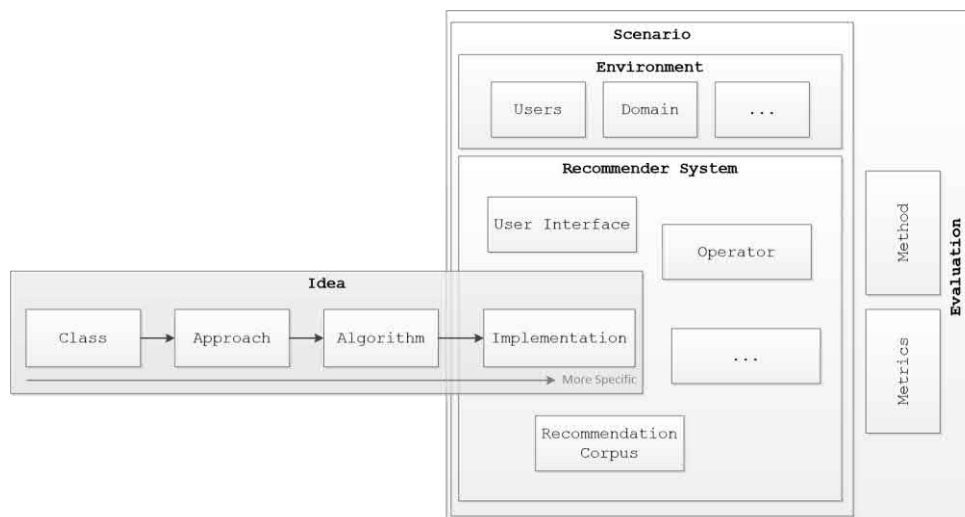 Scenario
Environment
Users
Domain
...
Recommender System
User Interface
Operator
Idea
Class
Approach
Algorithm
Implementation
More Specific
...
Recommendation
Corpus
Method
Metrics
Evaluation